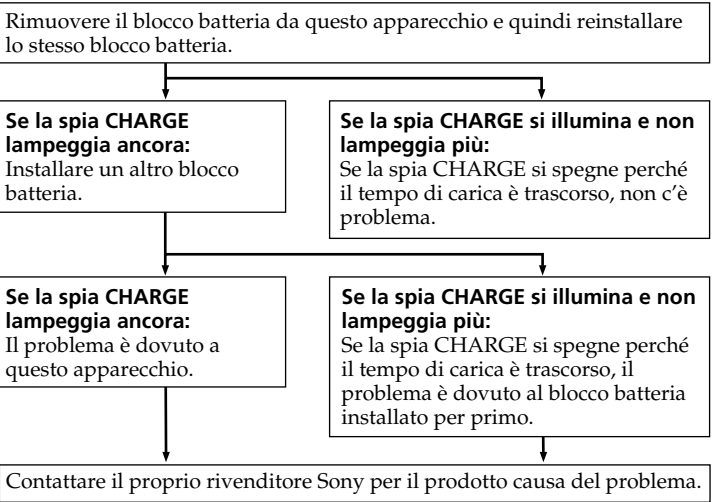 Rimuovere il blocco batteria da questo apparecchio e quindi reinstallare
lo stesso blocco batteria.
Se la spia CHARGE
lampeggia ancora:
Installare un altro blocco
batteria.
Se la spia CHARGE si illumina e non
lampeggia più:
Se la spia CHARGE si spegne perché
il tempo di carica è trascorso, non c'è
problema.
Se la spia CHARGE
lampeggia ancora:
Il problema è dovuto a
questo apparecchio.
Se la spia CHARGE si illumina e non
lampeggia più:
Se la spia CHARGE si spegne perché
il tempo di carica è trascorso, il
problema è dovuto al blocco batteria
installato per primo.
Contattare il proprio rivenditore Sony per il prodotto causa del problema.